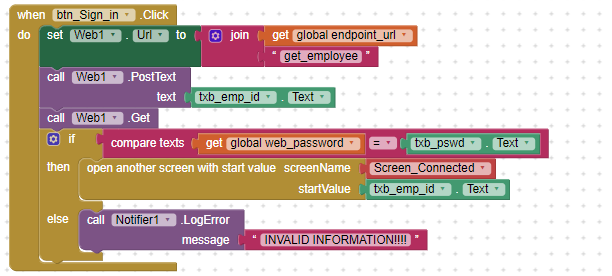 when btn_Sign_in .Click
do set Web1 . Url to join get global endpoint_url
" get_employee "
call Web1 .PostText
text txb_emp_id . Text
call Web1 .Get
if compare texts get global web_password = txb_pswd . Text
then open another screen with start value screenName Screen_Connected
startValue txb_emp_id . Text
else call Notifier1 .LogError
message " INVALID INFORMATION!!!! "